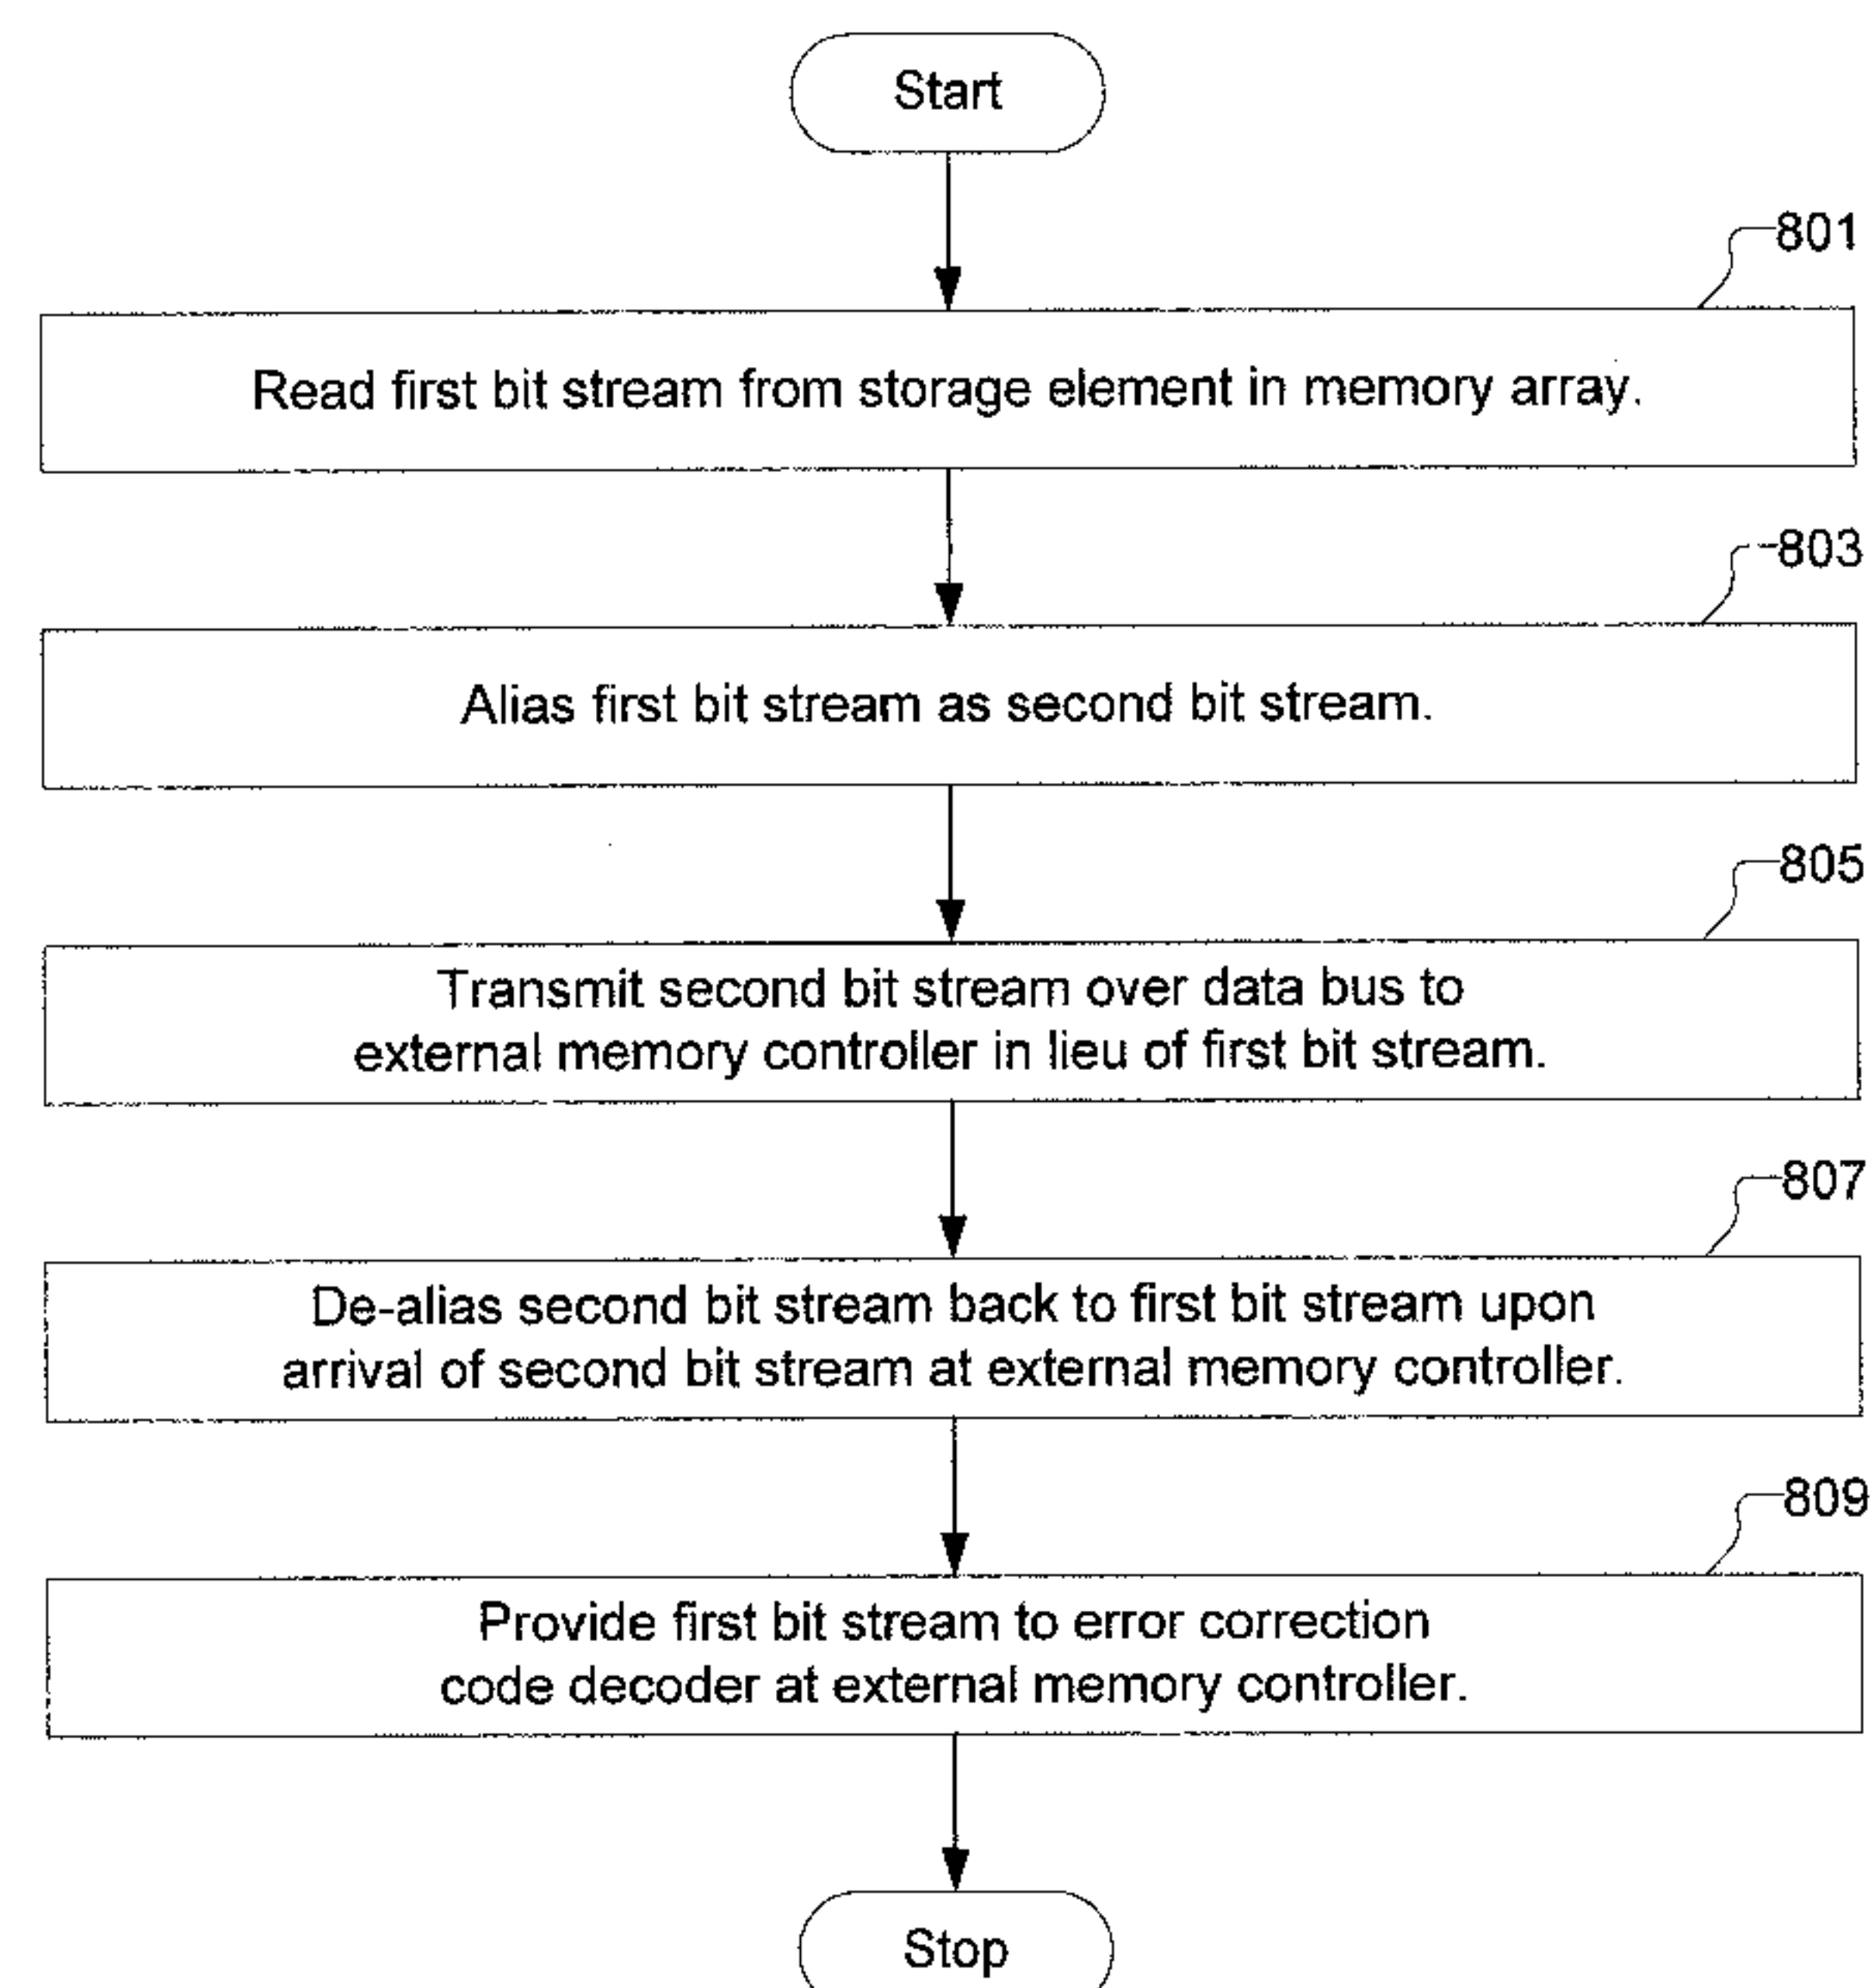 Start
801
Read first bit stream from storage element in memory array.
803
Alias first bit stream as second bit stream.
805
Transmit second bit stream over data bus to
external memory controller in lieu of first bit stream.
807
De-alias second bit stream back to first bit stream upon
arrival of second bit stream at external memory controller.
809
Provide first bit stream to error correction
code decoder at external memory controller.
Stop